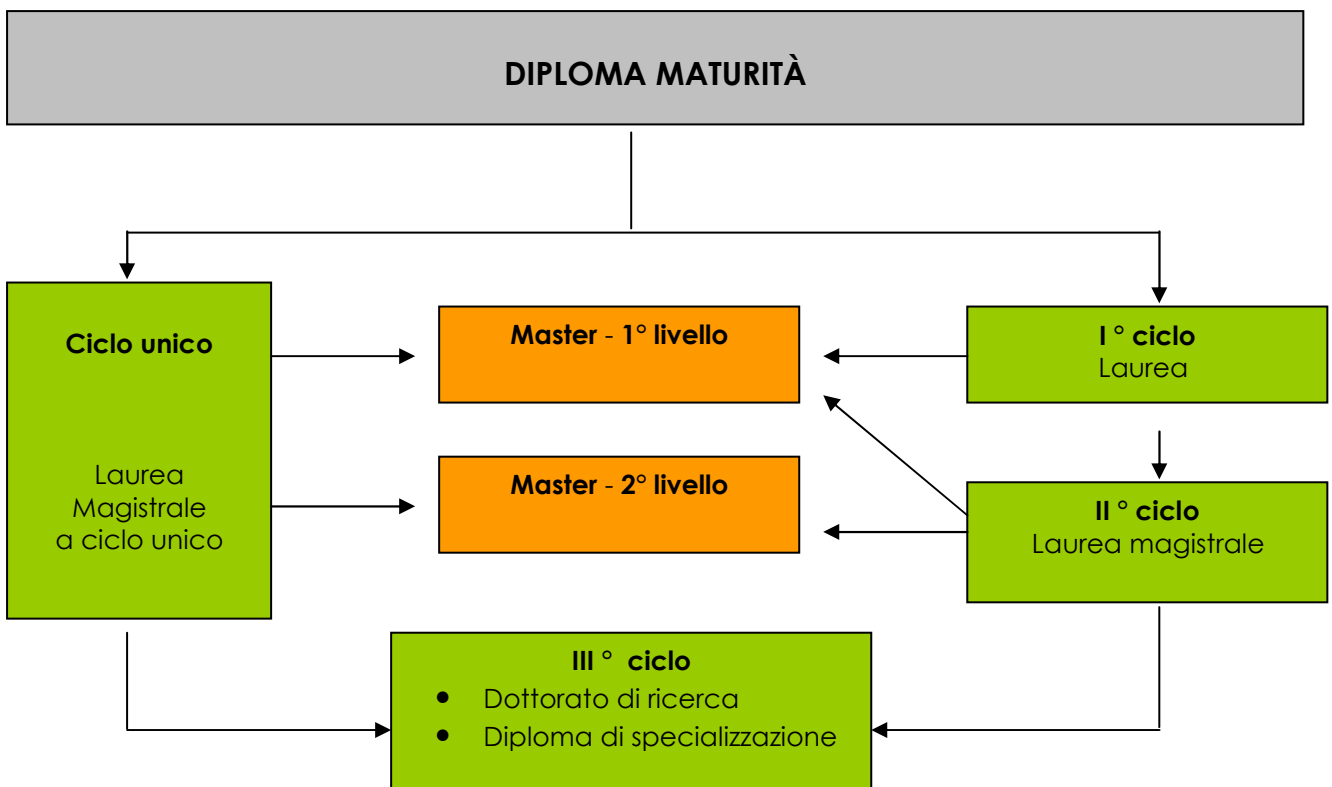 DIPLOMA MATURITÀ
Ciclo unico
Laurea
Magistrale
a ciclo unico
Master - 1° livello
Master - 2° livello
I ° ciclo
Laurea
II ° ciclo
Laurea magistrale
III ° ciclo
• Dottorato di ricerca
• Diploma di specializzazione